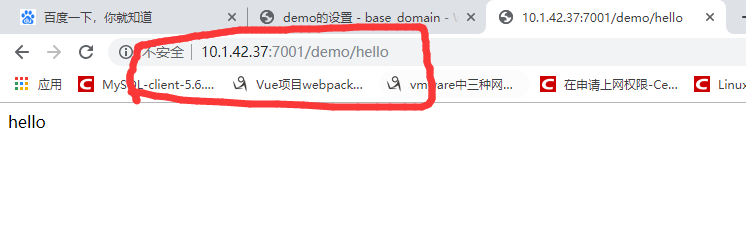 百度一下，你就知道
demo的设置 - base_domain -
10.1.42.37:7001/demo/hello
不安全 10.1.42.37:7001/demo/hello
应用 MySQL-client-5.6.... Vue项目webpack... vmware中三种网... 在申请上网权限-Ce... Linux
hello